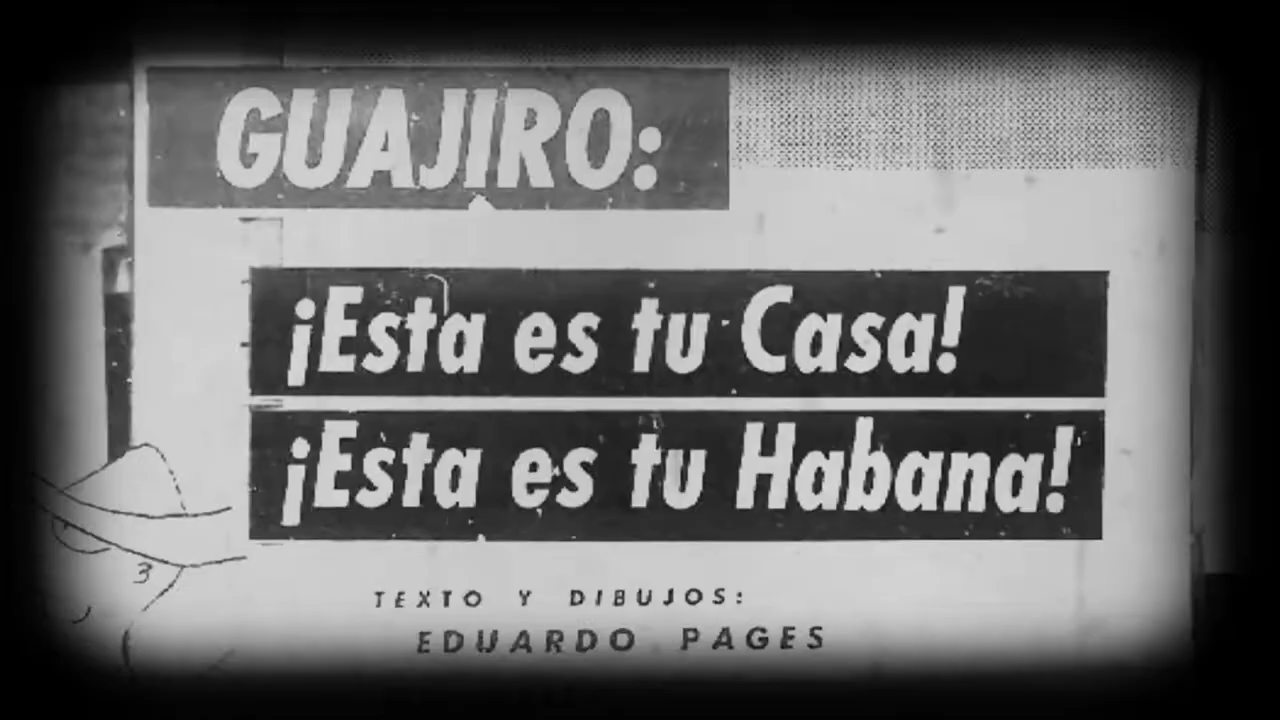 GUAJIRO:
¡Esta es tu Casa!
¡Esta es tu Habana!
TEXTO Y DIBUJOS:
EDUARDO PAGES